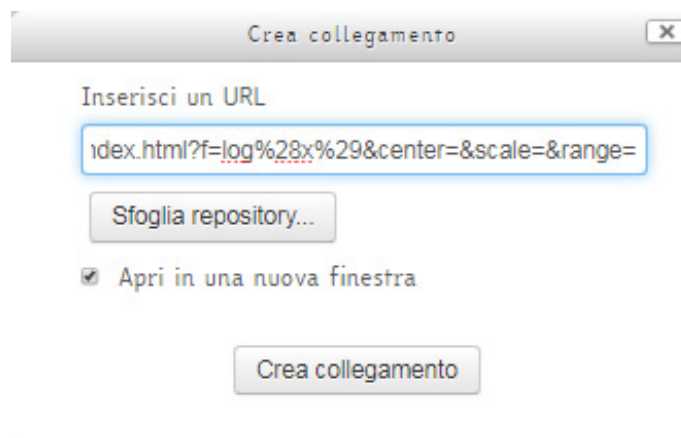 Crea collegamento
Inserisci un URL
ndex.html?f=log%28x%29&center=&scale=&range=
Sfoglia repository...
Apri in una nuova finestra
Crea collegamento